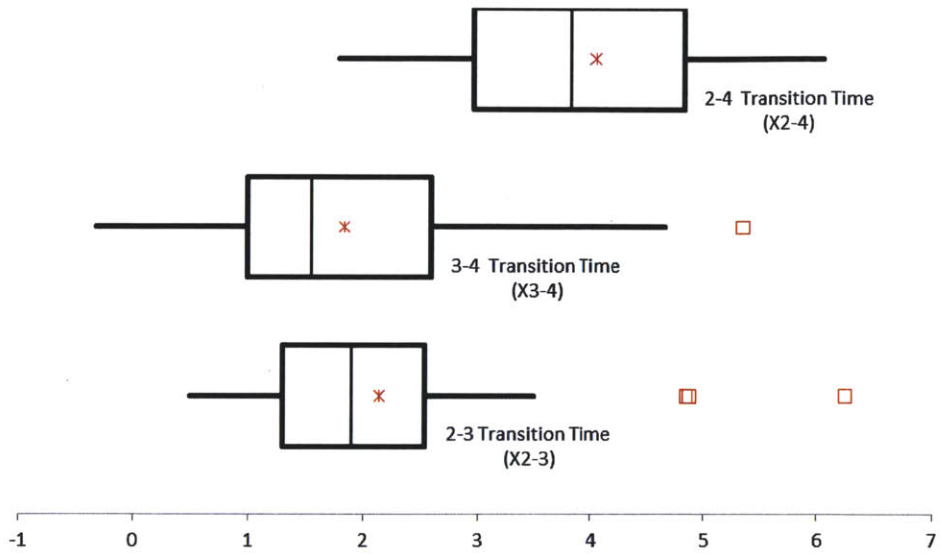 2-4 Transition Time
(X2-4)
3-4 Transition Time
(X3-4)
2-3 Transition Time
(X2-3)
-1 0 1 2 3 4 5 6 7